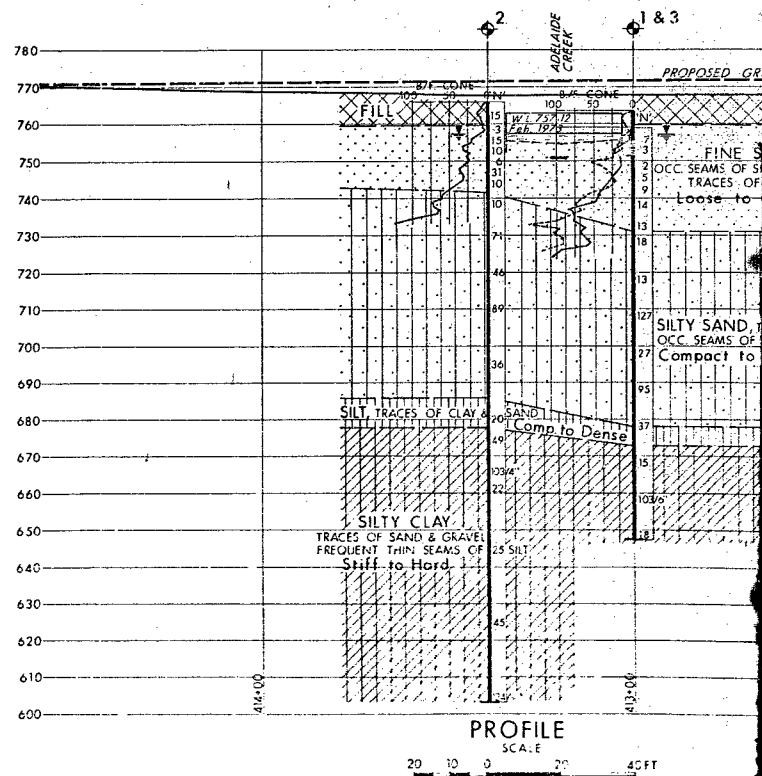 2
1 & 3
ADELAIDE
CREEK
780
PROPOSED GR
770
B/F. CONE
100 50 'N'
B./F. CONE
100 50
'N'
FILL
W.L. 757.12
Feb. 1973
760
750
740
730
720
710
700
690
680
670
660
650
640
630
620
610
600
15
3
15
10
6
31
10
10
71
46
89
36
20
49
103/4"
22
25
45
7
3
2
5
9
14
13
18
13
127
27
95
37
15
103/6"
18
FINE S
OCC. SEAMS OF S
TRACES OF
Loose to
SILTY SAND, T
OCC. SEAMS OF
Compact to
SILT, TRACES OF CLAY & SAND
Comp. to Dense
SILTY CLAY
TRACES OF SAND & GRAVEL
FREQUENT THIN SEAMS OF SILT
Stiff to Hard
414+00
413+00
PROFILE
SCALE
20 10 0 20 40 FT